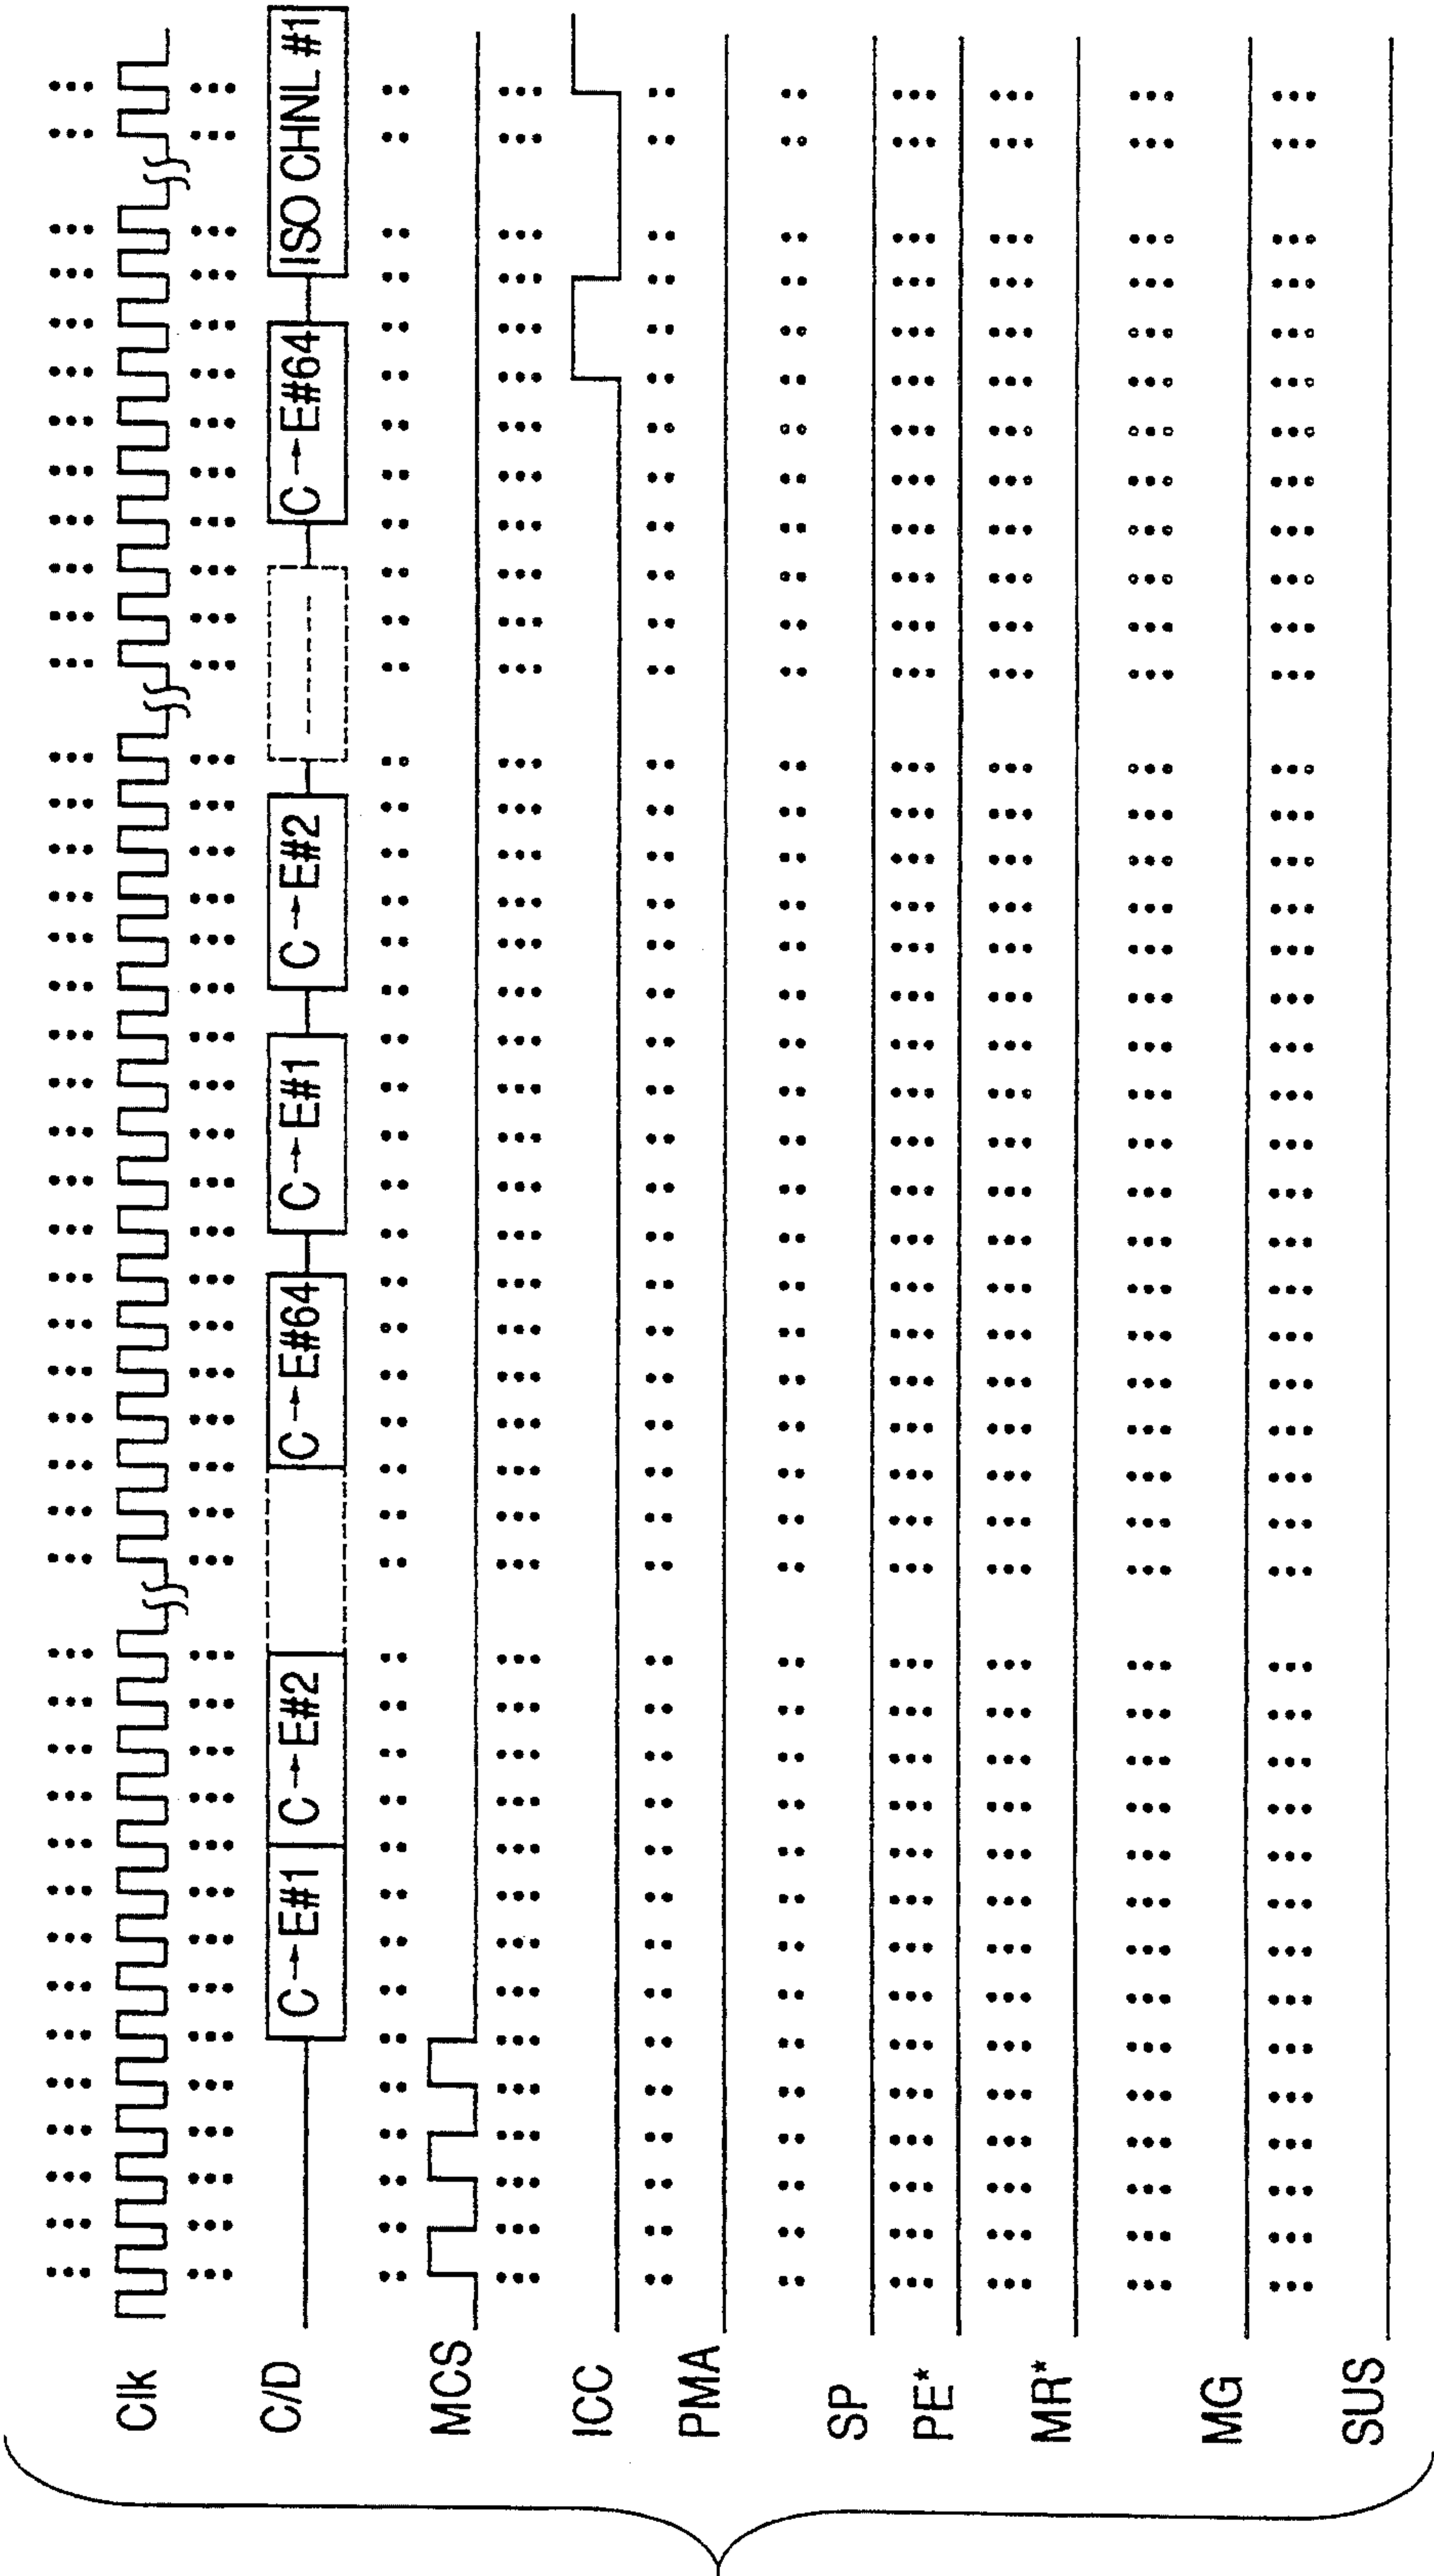 Clk
C/D
C→E#1
C→E#2
C→E#64
C→E#1
C→E#2
C→E#64
ISO CHNL #1
MCS
ICC
PMA
SP
PE*
MR*
MG
SUS